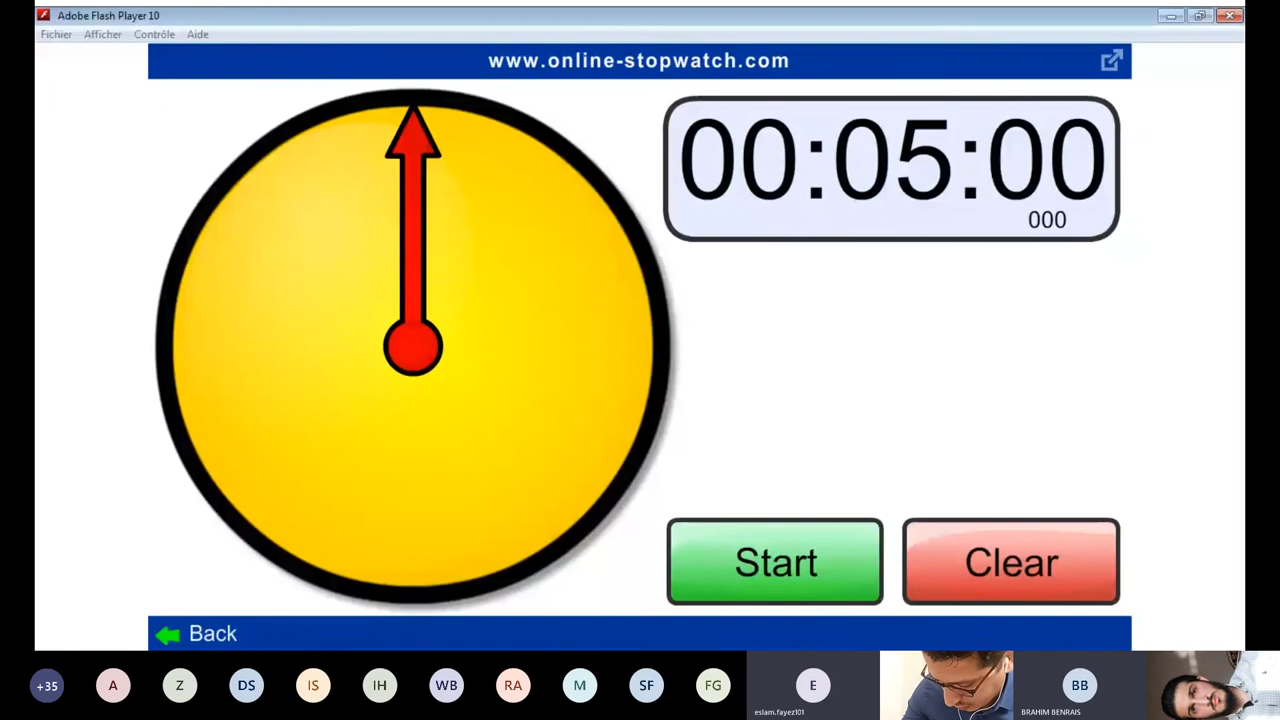 Adobe Flash Player 10
Fichier Afficher Contrôle Aide
www.online-stopwatch.com
00:05:00
000
Start Clear
Back
+35 A Z DS IS IH WB RA M SF FG E BB
eslam.fayez101 BRAHIM BENRAIS